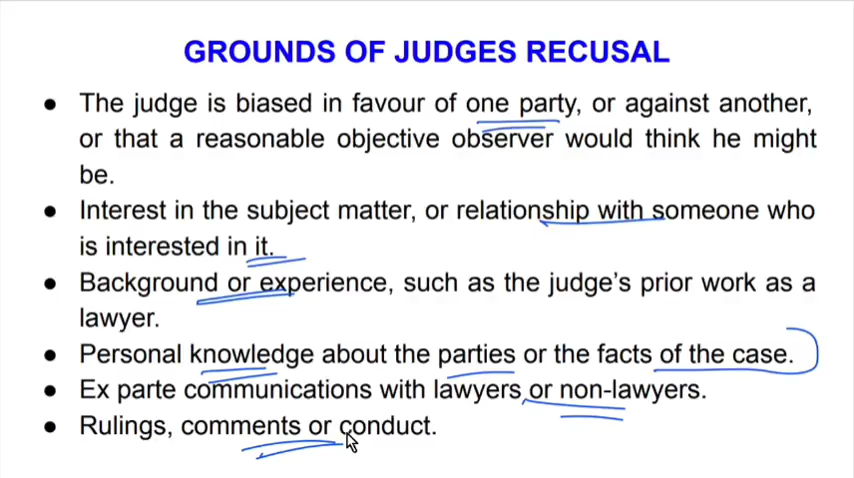 GROUNDS OF JUDGES RECUSAL
● The judge is biased in favour of one party, or against another,
or that a reasonable objective observer would think he might
be.
● Interest in the subject matter, or relationship with someone who
is interested in it.
● Background or experience, such as the judge's prior work as a
lawyer.
● Personal knowledge about the parties or the facts of the case.
● Ex parte communications with lawyers or non-lawyers.
● Rulings, comments or conduct.